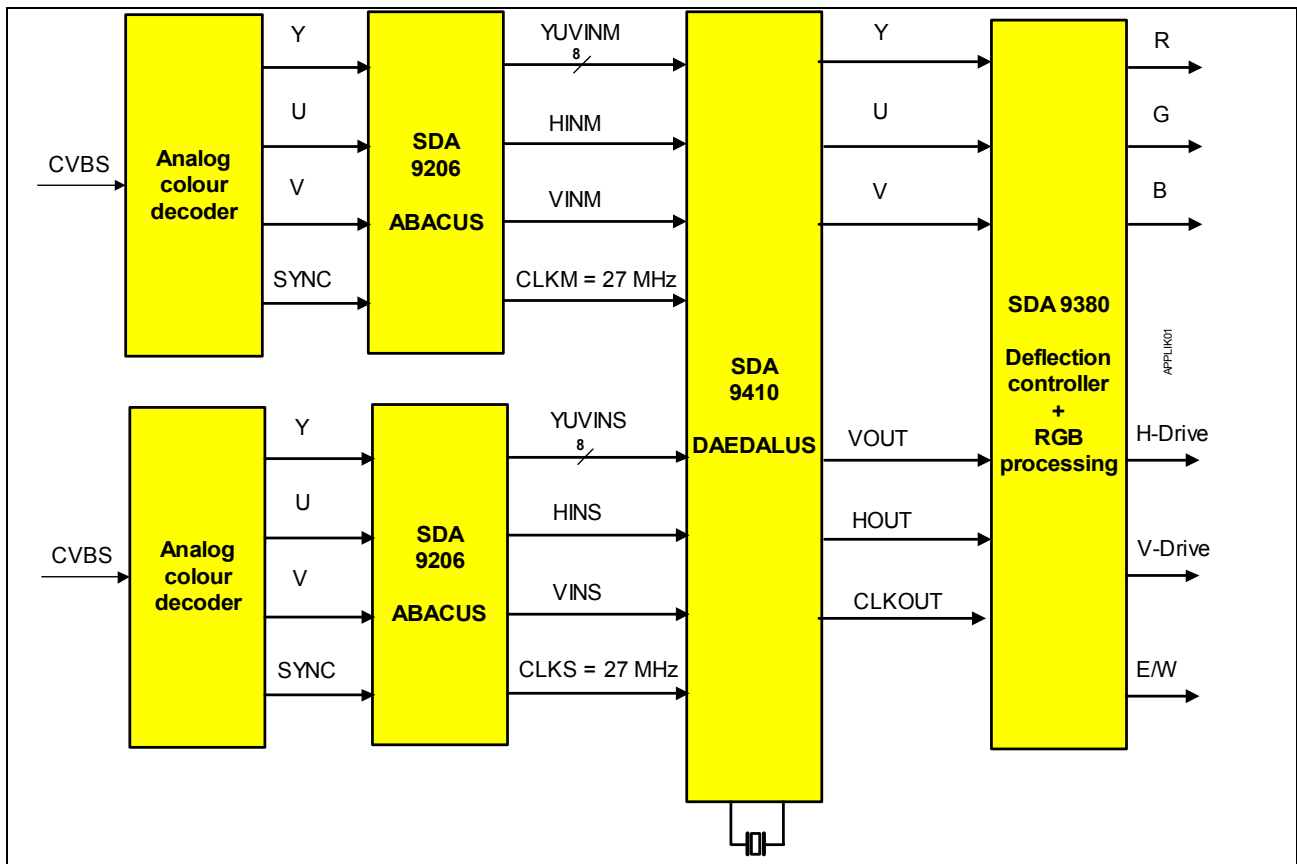 CVBS
Analog
colour
decoder
Y
U
V
SYNC
SDA
9206
ABACUS
YUVINM
8
HINM
VINM
CLKM = 27 MHz
CVBS
Analog
colour
decoder
Y
U
V
SYNC
SDA
9206
ABACUS
YUVINS
8
HINS
VINS
CLKS = 27 MHz
SDA
9410
DAEDALUS
Y
U
V
VOUT
HOUT
CLKOUT
SDA 9380
Deflection
controller
+
RGB
processing
R
G
B
APPLIK01
H-Drive
V-Drive
E/W